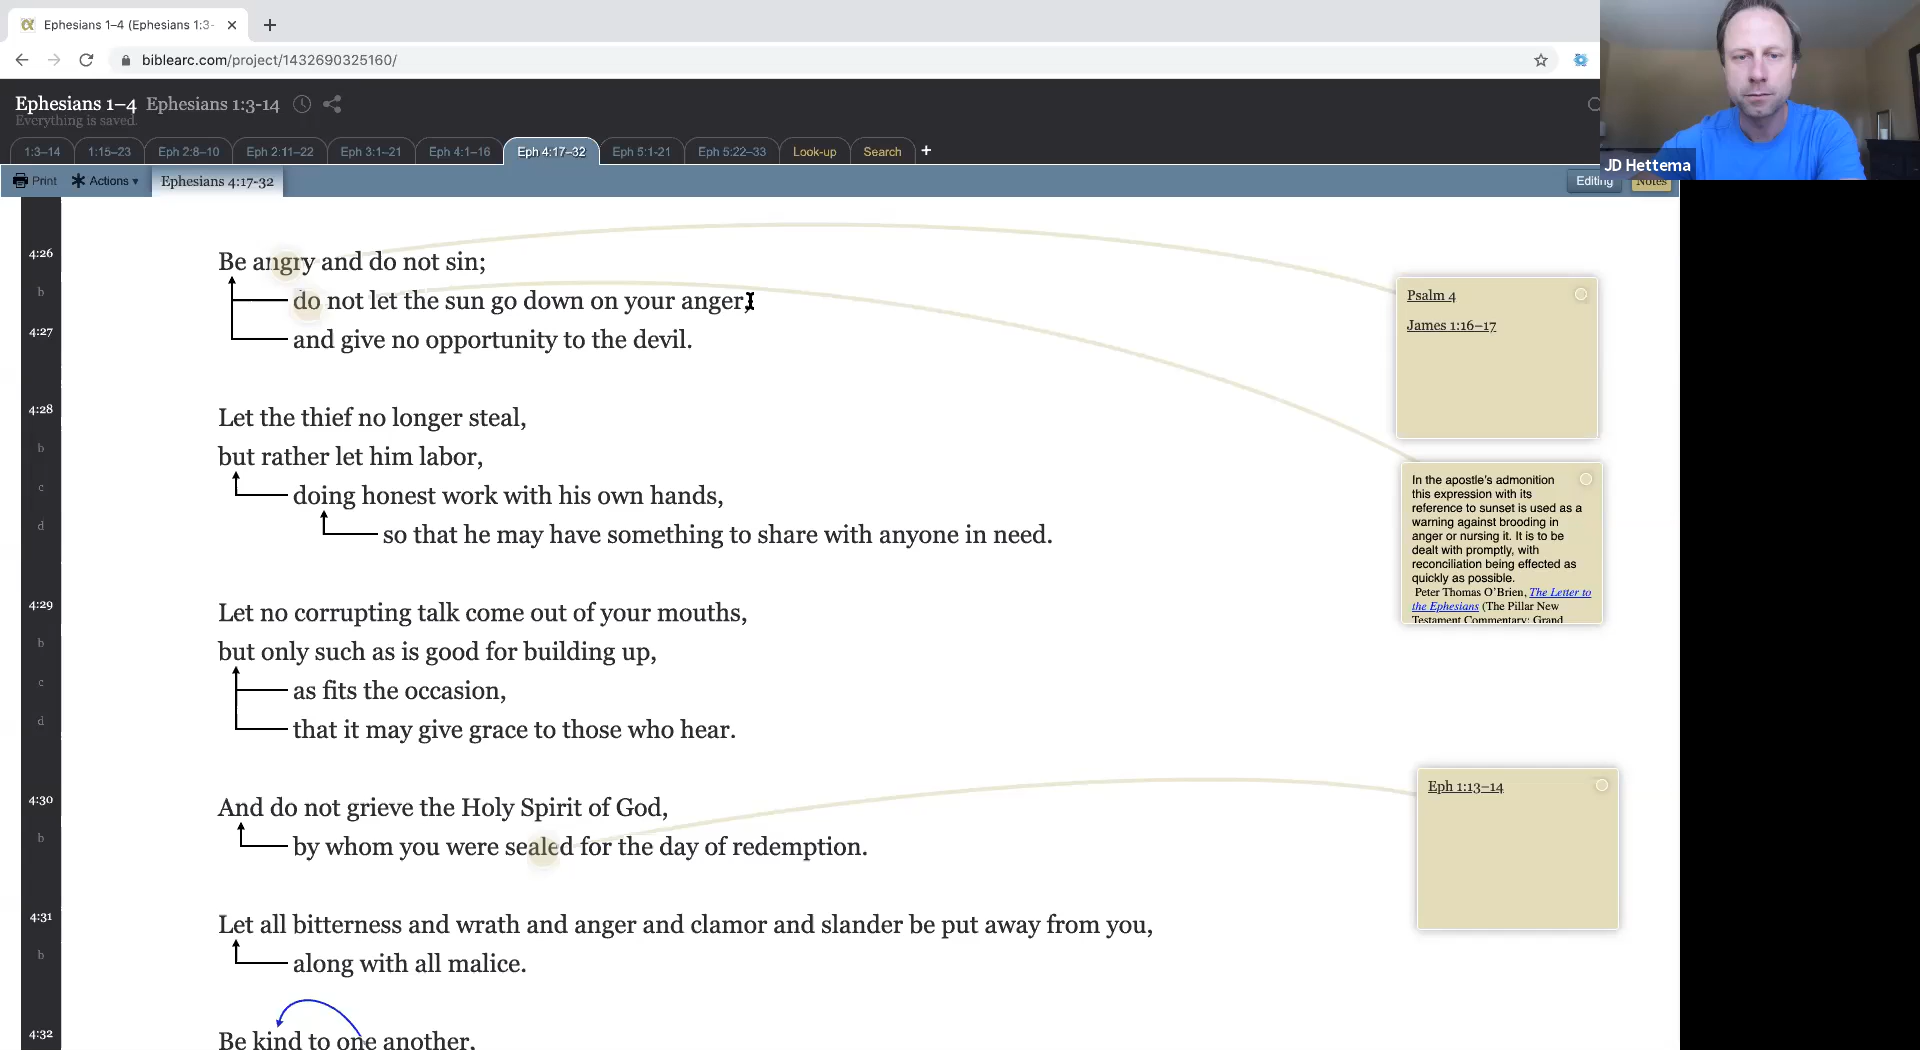 Ephesians 1–4 (Ephesians 1:3-
biblearc.com/project/1432690325160/
Ephesians 1–4 Ephesians 1:3-14
Everything is saved.
1:3–14 1:15–23 Eph 2:8–10 Eph 2:11–22 Eph 3:1–21 Eph 4:1–16 Eph 4:17–32 Eph 5:1-21 Eph 5:22–33 Look-up Search +
JD Hettema
Print Actions Ephesians 4:17-32 Editing Notes
4:26 Be angry and do not sin;
b do not let the sun go down on your anger,
4:27 and give no opportunity to the devil.
Psalm 4
James 1:16–17
4:28 Let the thief no longer steal,
b but rather let him labor,
c doing honest work with his own hands,
d so that he may have something to share with anyone in need.
In the apostle's admonition
this expression with its
reference to sunset is used as a
warning against brooding in
anger or nursing it. It is to be
dealt with promptly, with
reconciliation being effected as
quickly as possible.
Peter Thomas O'Brien, The Letter to
the Ephesians (The Pillar New
Testament Commentary; Grand
4:29 Let no corrupting talk come out of your mouths,
b but only such as is good for building up,
c as fits the occasion,
d that it may give grace to those who hear.
4:30 And do not grieve the Holy Spirit of God,
b by whom you were sealed for the day of redemption.
Eph 1:13–14
4:31 Let all bitterness and wrath and anger and clamor and slander be put away from you,
b along with all malice.
4:32 Be kind to one another,